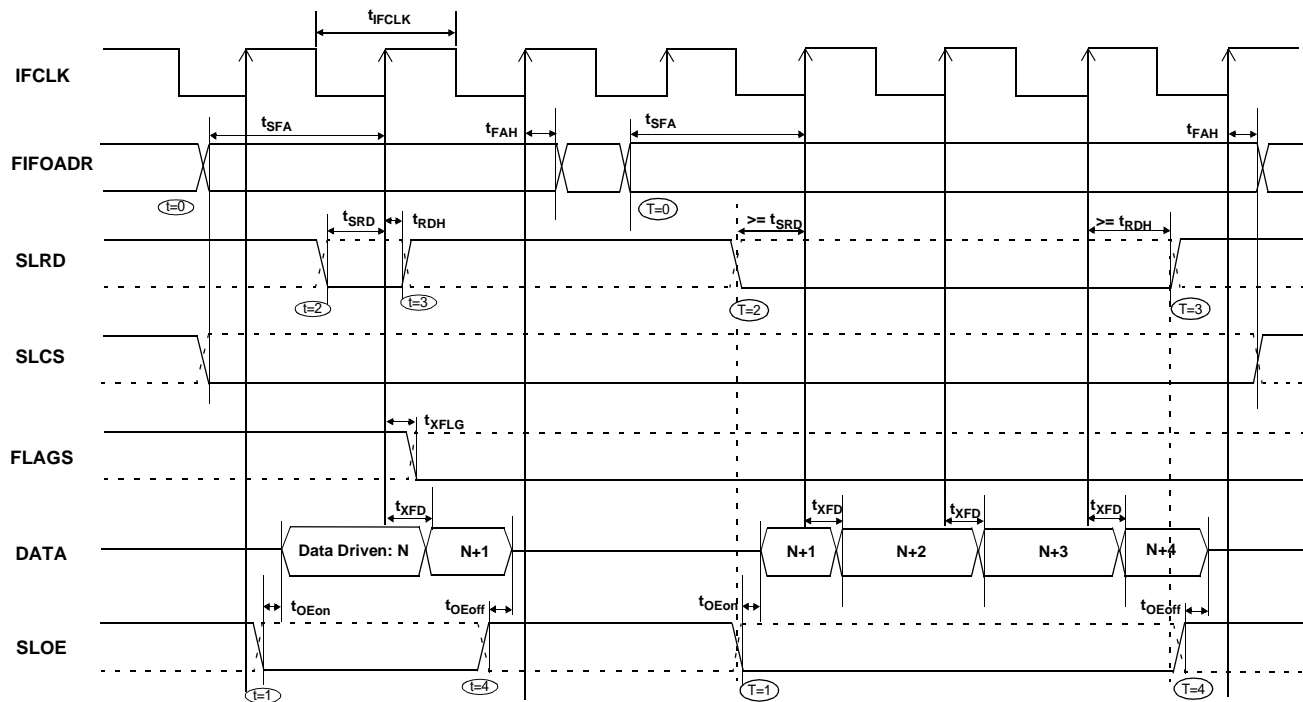 tIFCLK
IFCLK
tSFA
tFAH
tSFA
tFAH
FIFOADR
t=0
T=0
tSRD
tRDH
>= tSRD
>= tRDH
SLRD
t=2
t=3
T=2
T=3
SLCS
tXFLG
FLAGS
tXFD
tXFD
tXFD
tXFD
DATA
Data Driven: N
N+1
N+1
N+2
N+3
N+4
tOEon
tOEoff
tOEon
tOEoff
SLOE
t=1
t=4
T=1
T=4